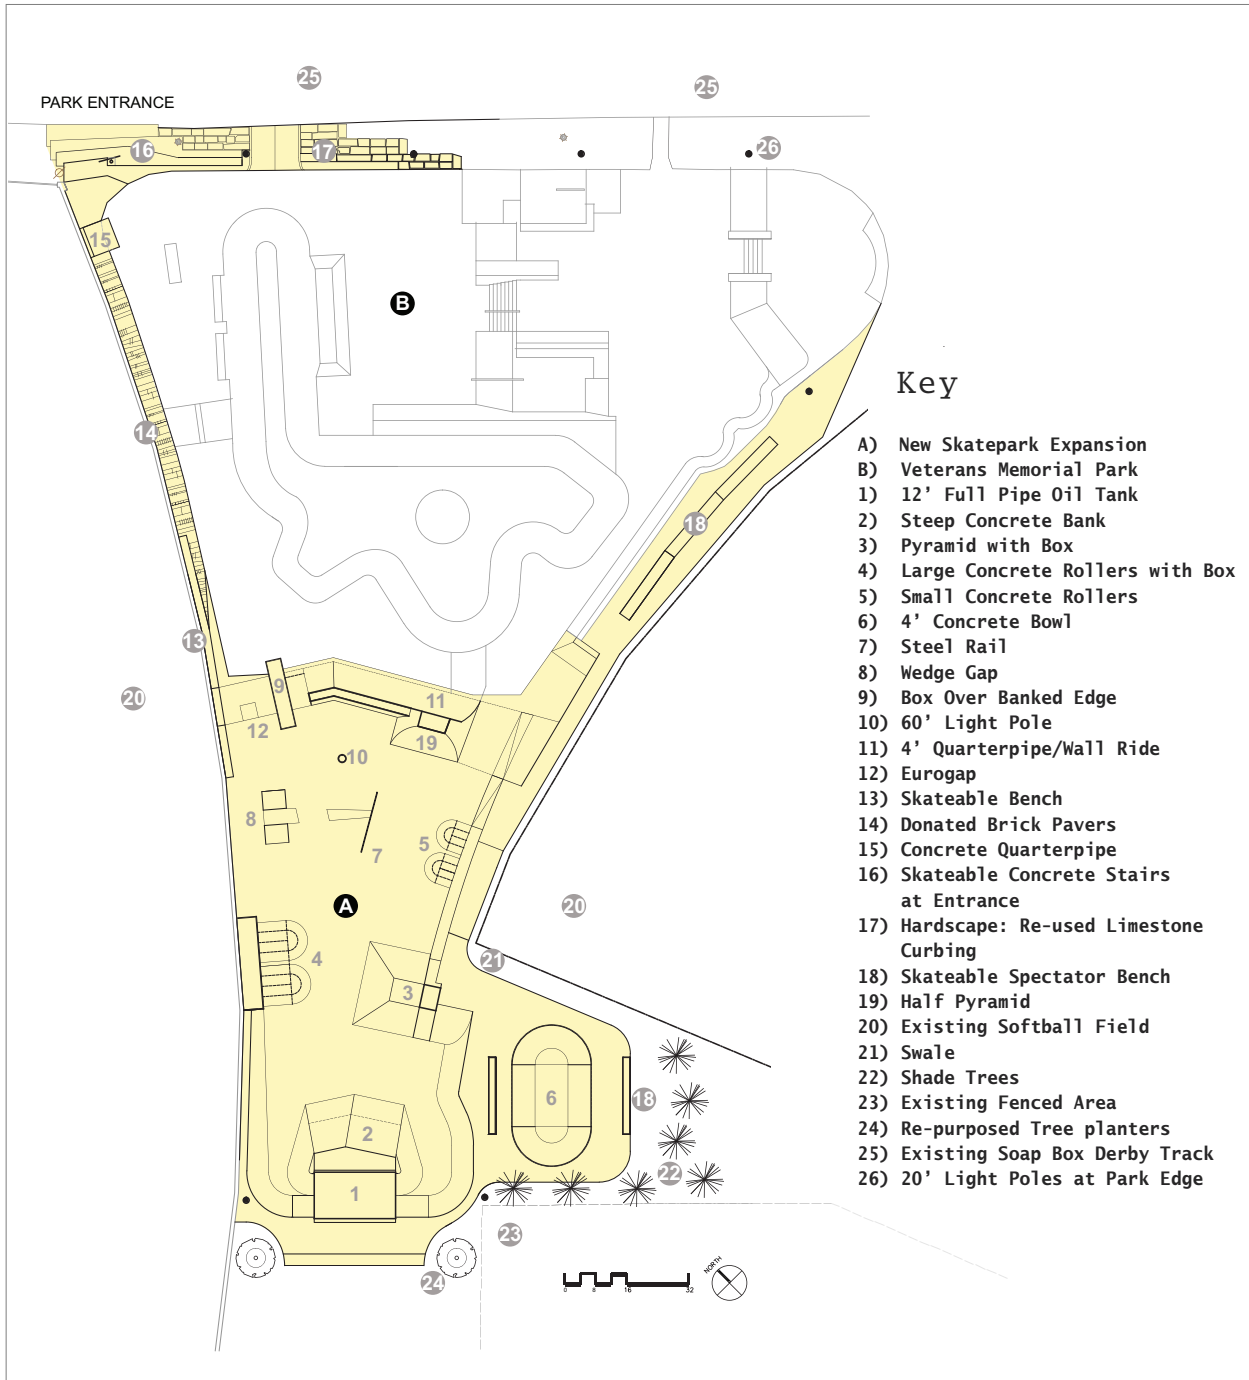 25
25
PARK ENTRANCE
16
17
26
15
B
14
18
13
20
9
11
12
19
10
8
5
7
A
20
4
21
3
6
18
2
22
1
23
24
NORTH
0 8 16 32
Key
A) New Skatepark Expansion
B) Veterans Memorial Park
1) 12' Full Pipe Oil Tank
2) Steep Concrete Bank
3) Pyramid with Box
4) Large Concrete Rollers with Box
5) Small Concrete Rollers
6) 4' Concrete Bowl
7) Steel Rail
8) Wedge Gap
9) Box Over Banked Edge
10) 60' Light Pole
11) 4' Quarterpipe/Wall Ride
12) Eurogap
13) Skateable Bench
14) Donated Brick Pavers
15) Concrete Quarterpipe
16) Skateable Concrete Stairs
at Entrance
17) Hardscape: Re-used Limestone
Curbing
18) Skateable Spectator Bench
19) Half Pyramid
20) Existing Softball Field
21) Swale
22) Shade Trees
23) Existing Fenced Area
24) Re-purposed Tree planters
25) Existing Soap Box Derby Track
26) 20' Light Poles at Park Edge